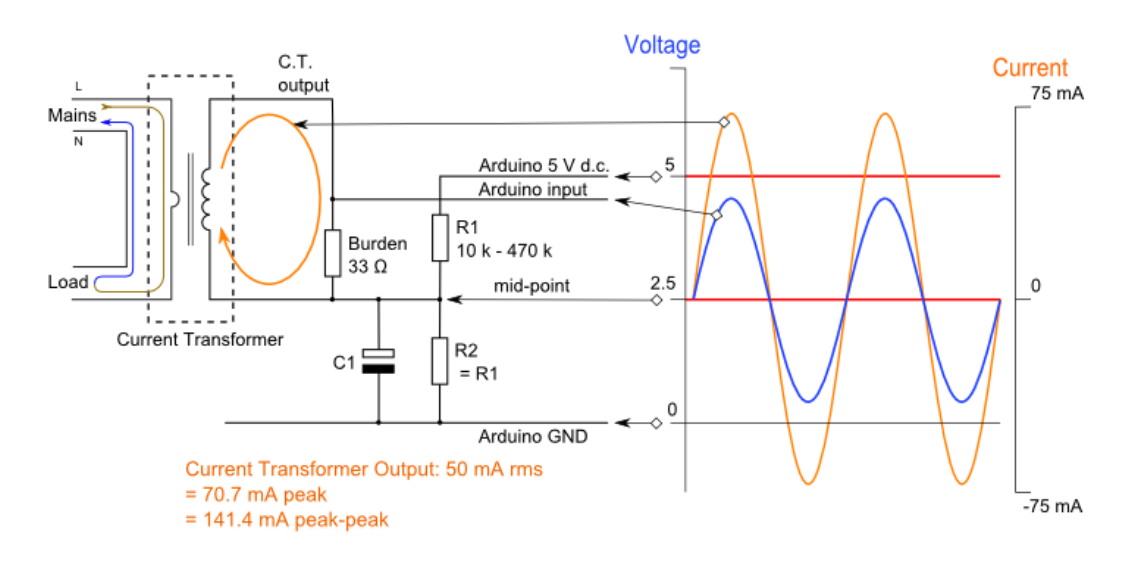 Voltage
Current
C.T.
output
75 mA
L
Mains
N
Arduino 5 V d.c.
5
Arduino input
R1
10 k - 470 k
Burden
33 Ω
mid-point
2.5
0
Load
Current Transformer
C1
R2
= R1
0
Arduino GND
Current Transformer Output: 50 mA rms
= 70.7 mA peak
= 141.4 mA peak-peak
-75 mA